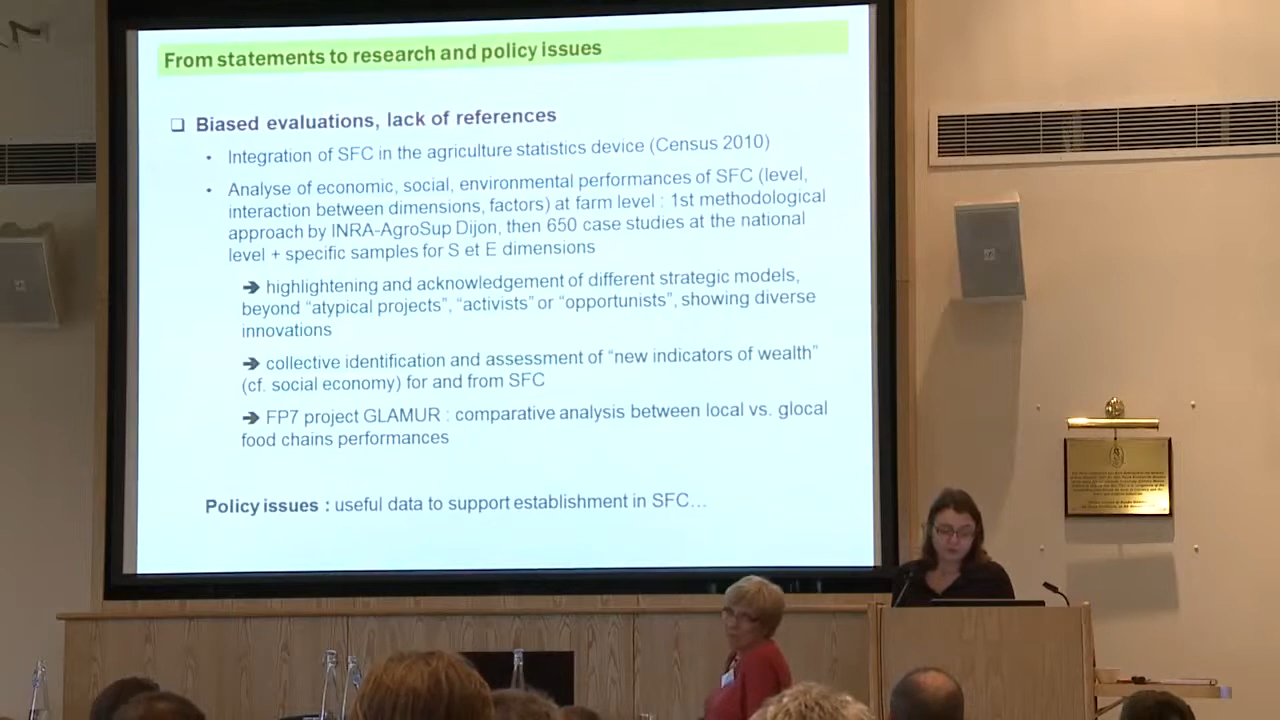 From statements to research and policy issues
❑ Biased evaluations, lack of references
• Integration of SFC in the agriculture statistics device (Census 2010)
• Analyse of economic, social, environmental performances of SFC (level,
interaction between dimensions, factors) at farm level : 1st methodological
approach by INRA-AgroSup Dijon, then 650 case studies at the national
level + specific samples for S et E dimensions
➔ highlightening and acknowledgement of different strategic models,
beyond “atypical projects”, “activists” or “opportunists”, showing diverse
innovations
➔ collective identification and assessment of “new indicators of wealth”
(cf. social economy) for and from SFC
➔ FP7 project GLAMUR : comparative analysis between local vs. glocal
food chains performances
Policy issues : useful data to support establishment in SFC…